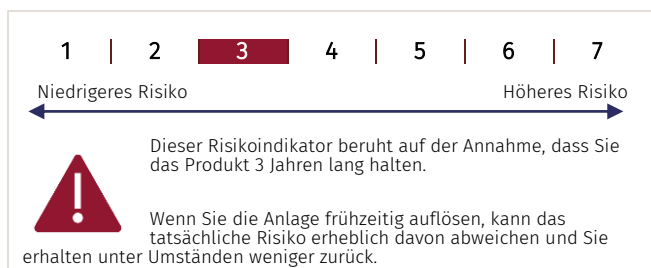 1 | 2 | 3 | 4 | 5 | 6 | 7
Niedrigeres Risiko Höheres Risiko
Dieser Risikoindikator beruht auf der Annahme, dass Sie
das Produkt 3 Jahren lang halten.
Wenn Sie die Anlage frühzeitig auflösen, kann das
tatsächliche Risiko erheblich davon abweichen und Sie
erhalten unter Umständen weniger zurück.